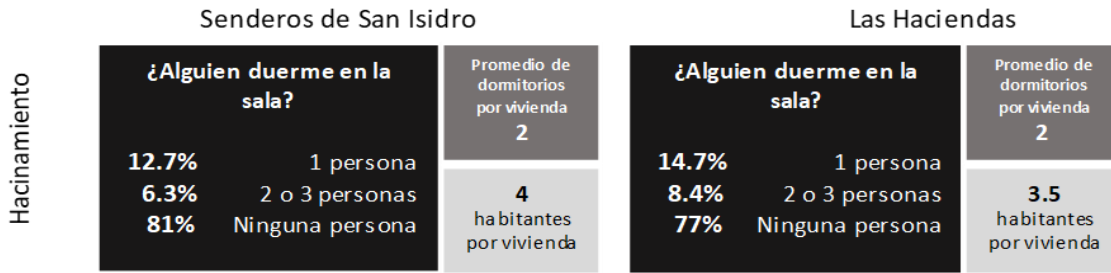 Senderos de San Isidro
Las Haciendas
Hacinamiento
¿Alguien duerme en la
sala?
12.7% 1 persona
6.3% 2 o 3 personas
81% Ninguna persona
Promedio de
dormitorios
por vivienda
2
4
habitantes
por vivienda
¿Alguien duerme en la
sala?
14.7% 1 persona
8.4% 2 o 3 personas
77% Ninguna persona
Promedio de
dormitorios
por vivienda
2
3.5
habitantes
por vivienda